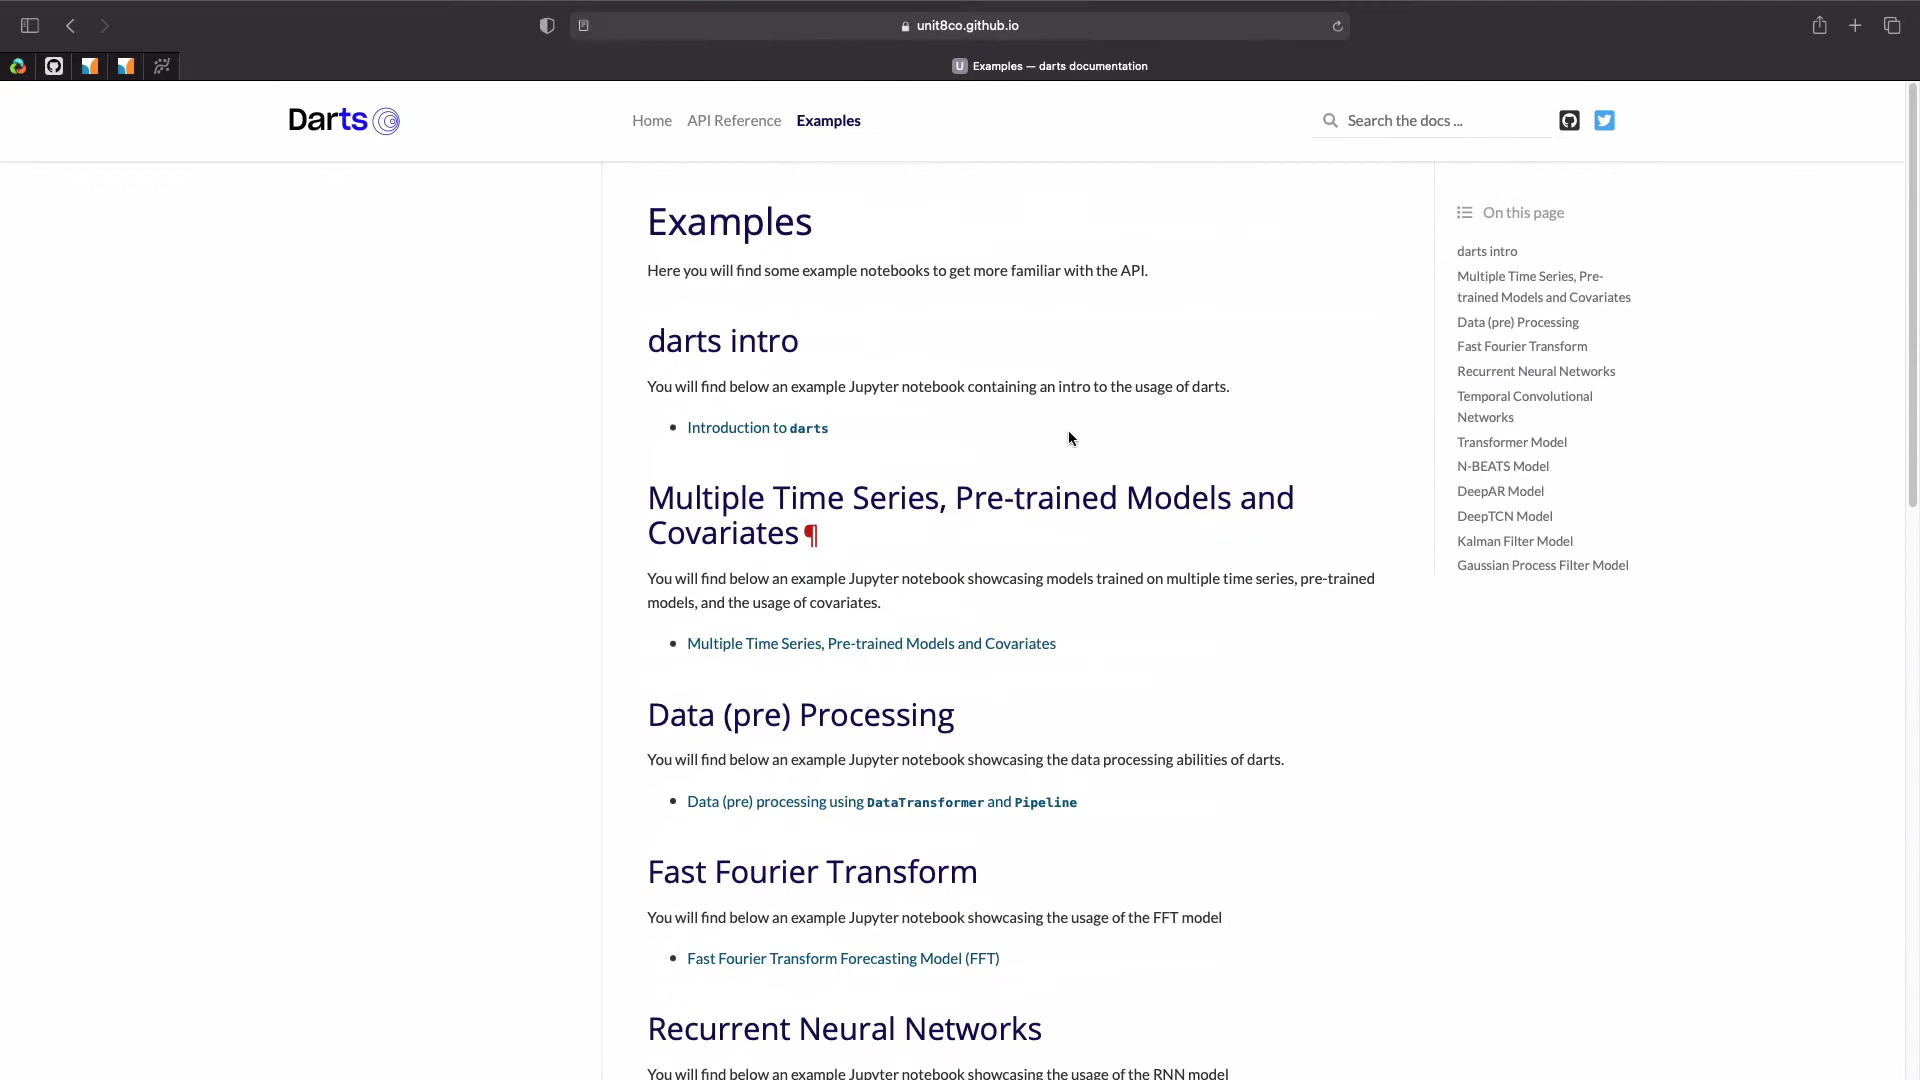 unit8co.github.io
U Examples — darts documentation
Darts
Home API Reference Examples
Search the docs ...
Examples
Here you will find some example notebooks to get more familiar with the API.
darts intro
You will find below an example Jupyter notebook containing an intro to the usage of darts.
Introduction to darts
Multiple Time Series, Pre-trained Models and
Covariates¶
You will find below an example Jupyter notebook showcasing models trained on multiple time series, pre-trained
models, and the usage of covariates.
Multiple Time Series, Pre-trained Models and Covariates
Data (pre) Processing
You will find below an example Jupyter notebook showcasing the data processing abilities of darts.
Data (pre) processing using DataTransformer and Pipeline
Fast Fourier Transform
You will find below an example Jupyter notebook showcasing the usage of the FFT model
Fast Fourier Transform Forecasting Model (FFT)
Recurrent Neural Networks
You will find below an example Jupyter notebook showcasing the usage of the RNN model
On this page
darts intro
Multiple Time Series, Pre-
trained Models and Covariates
Data (pre) Processing
Fast Fourier Transform
Recurrent Neural Networks
Temporal Convolutional
Networks
Transformer Model
N-BEATS Model
DeepAR Model
DeepTCN Model
Kalman Filter Model
Gaussian Process Filter Model